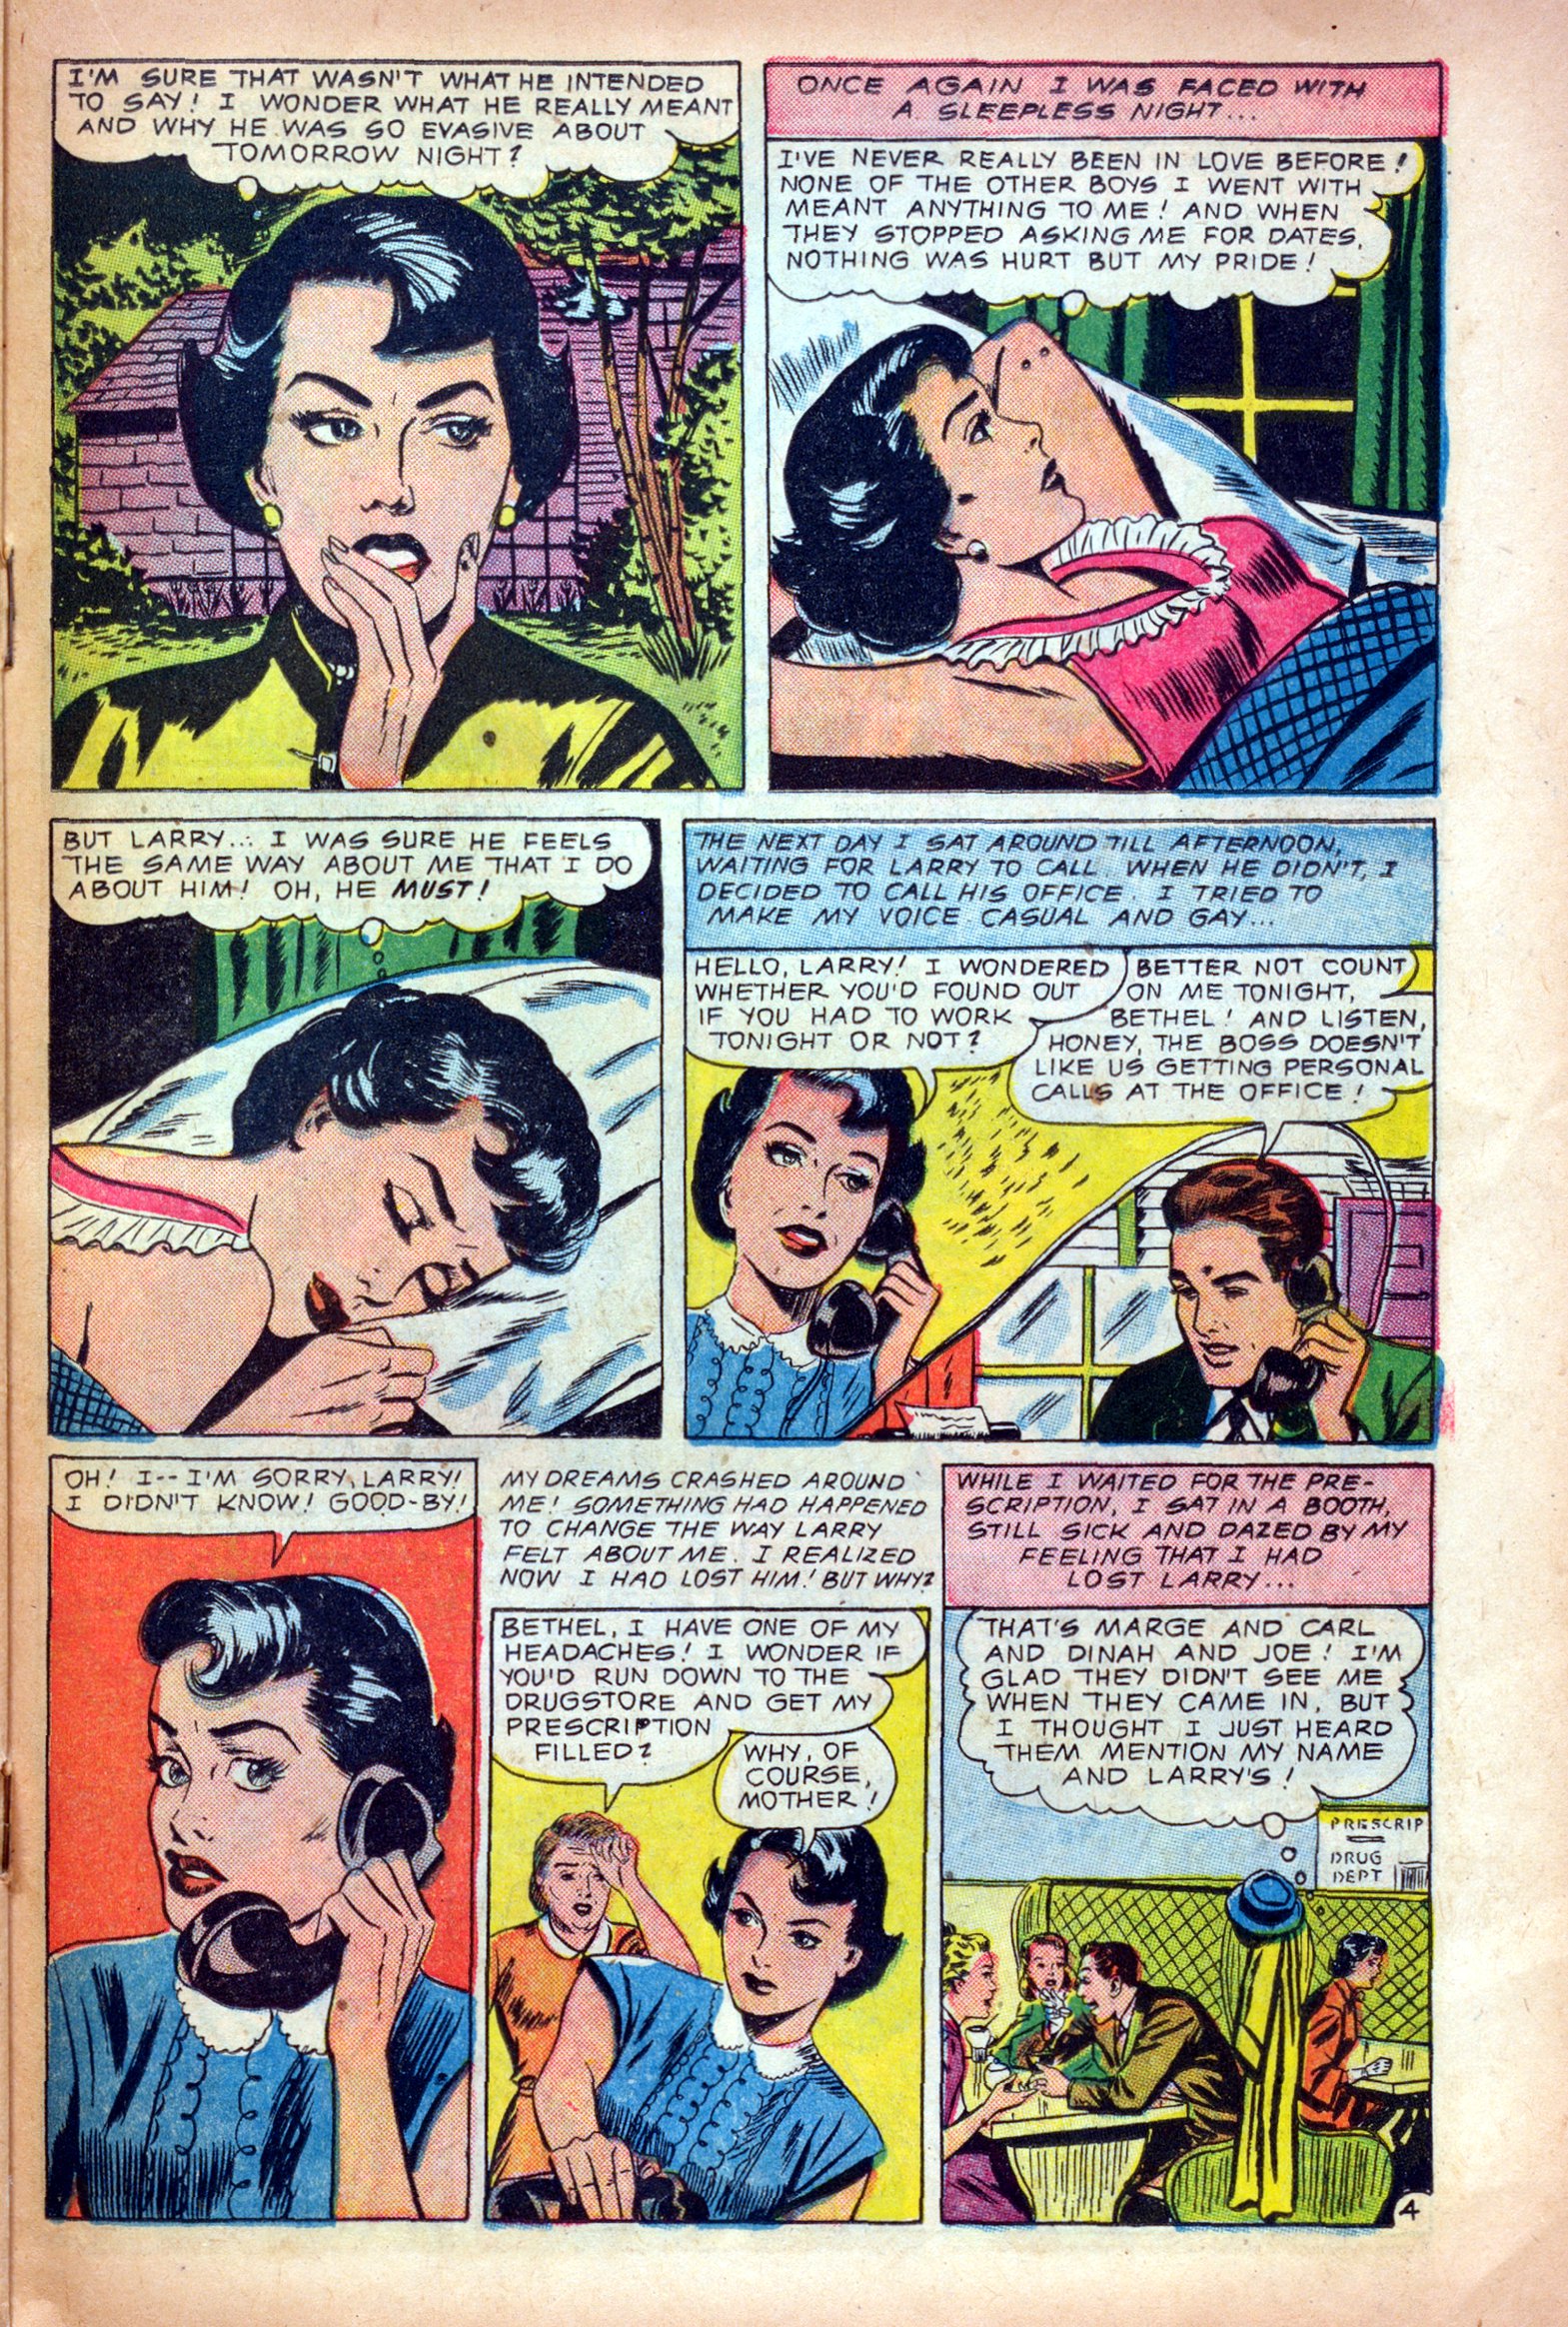 I'M SURE THAT WASN'T WHAT HE INTENDED
TO SAY! I WONDER WHAT HE REALLY MEANT
AND WHY HE WAS SO EVASIVE ABOUT
TOMORROW NIGHT?
ONCE AGAIN I WAS FACED WITH
A SLEEPLESS NIGHT...
I'VE NEVER REALLY BEEN IN LOVE BEFORE!
NONE OF THE OTHER BOYS I WENT WITH
MEANT ANYTHING TO ME! AND WHEN
THEY STOPPED ASKING ME FOR DATES,
NOTHING WAS HURT BUT MY PRIDE!
BUT LARRY... I WAS SURE HE FEELS
THE SAME WAY ABOUT ME THAT I DO
ABOUT HIM! OH, HE MUST!
THE NEXT DAY I SAT AROUND TILL AFTERNOON,
WAITING FOR LARRY TO CALL. WHEN HE DIDN'T, I
DECIDED TO CALL HIS OFFICE. I TRIED TO
MAKE MY VOICE CASUAL AND GAY...
HELLO, LARRY! I WONDERED
WHETHER YOU'D FOUND OUT
IF YOU HAD TO WORK
TONIGHT OR NOT?
BETTER NOT COUNT
ON ME TONIGHT,
BETHEL! AND LISTEN,
HONEY, THE BOSS DOESN'T
LIKE US GETTING PERSONAL
CALLS AT THE OFFICE!
OH! I-- I'M SORRY, LARRY!
I DIDN'T KNOW! GOOD-BY!
MY DREAMS CRASHED AROUND
ME! SOMETHING HAD HAPPENED
TO CHANGE THE WAY LARRY
FELT ABOUT ME. I REALIZED
NOW I HAD LOST HIM! BUT WHY?
BETHEL, I HAVE ONE OF MY
HEADACHES! I WONDER IF
YOU'D RUN DOWN TO THE
DRUGSTORE AND GET MY
PRESCRIPTION
FILLED?
WHY, OF
COURSE,
MOTHER!
WHILE I WAITED FOR THE PRE-
SCRIPTION, I SAT IN A BOOTH,
STILL SICK AND DAZED BY MY
FEELING THAT I HAD
LOST LARRY...
THAT'S MARGE AND CARL
AND DINAH AND JOE! I'M
GLAD THEY DIDN'T SEE ME
WHEN THEY CAME IN, BUT
I THOUGHT I JUST HEARD
THEM MENTION MY NAME
AND LARRY'S!
PRESCRIP
DRUG
DEPT
4